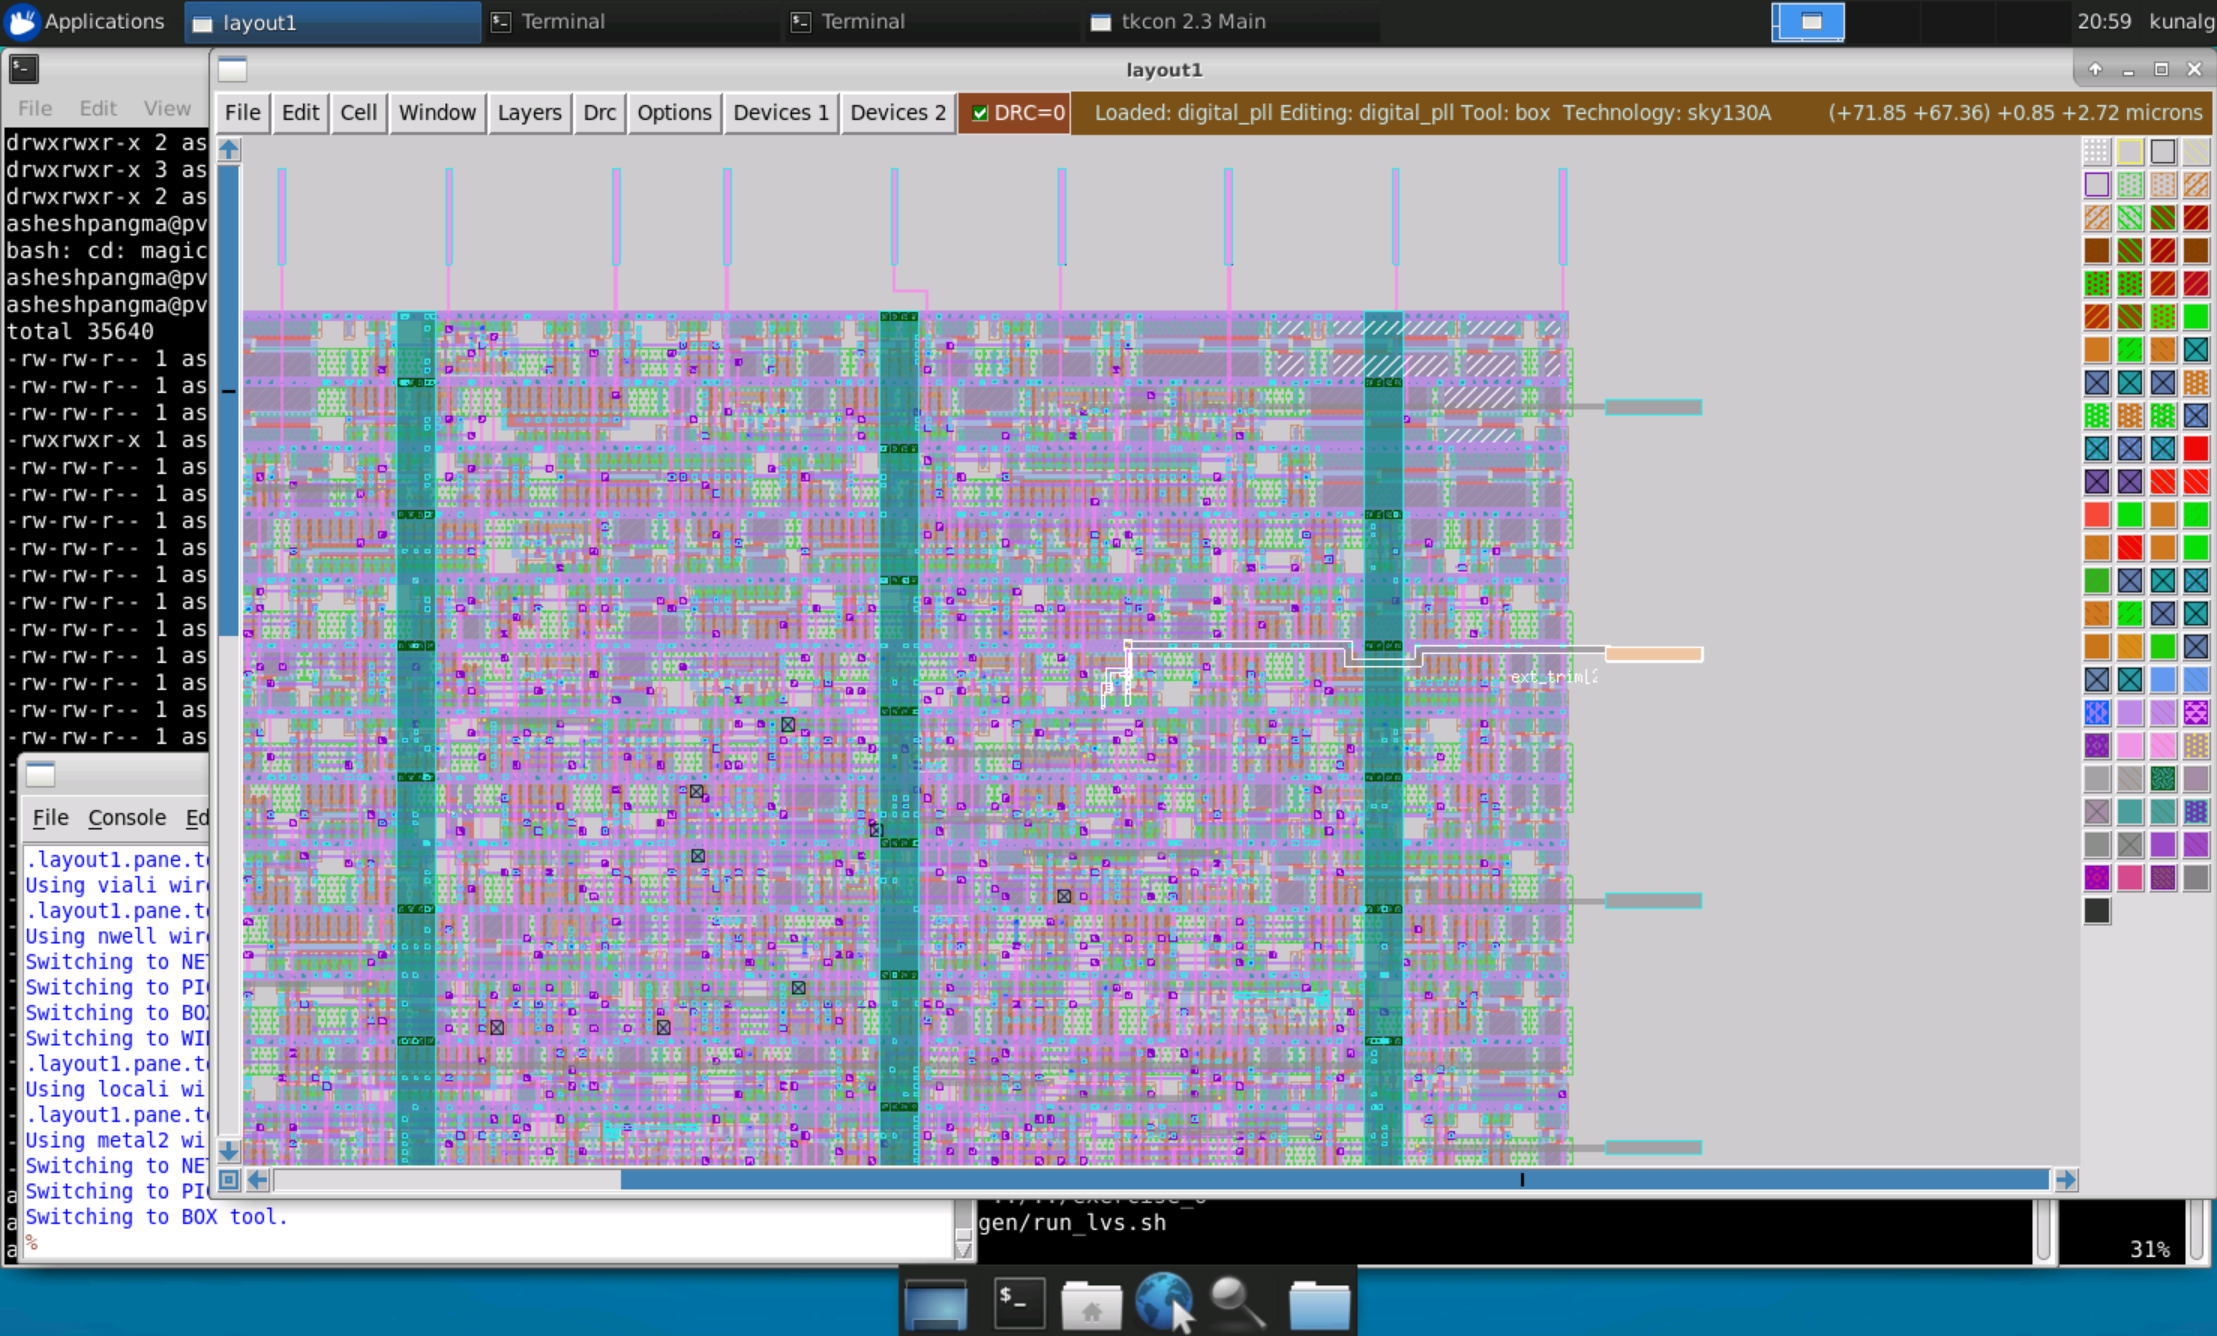 Applications layout1 Terminal Terminal tkcon 2.3 Main 20:59 kunalg
layout1
File Edit View
File Edit Cell Window Layers Drc Options Devices 1 Devices 2 DRC=0 Loaded: digital_pll Editing: digital_pll Tool: box Technology: sky130A (+71.85 +67.36) +0.85 +2.72 microns
drwxrwxr-x 2 as
drwxrwxr-x 3 as
drwxrwxr-x 2 as
asheshpangma@pv
bash: cd: magic
asheshpangma@pv
asheshpangma@pv
total 35640
-rw-rw-r-- 1 as
-rw-rw-r-- 1 as
-rw-rw-r-- 1 as
-rwxrwxr-x 1 as
-rw-rw-r-- 1 as
-rw-rw-r-- 1 as
-rw-rw-r-- 1 as
-rw-rw-r-- 1 as
-rw-rw-r-- 1 as
-rw-rw-r-- 1 as
-rw-rw-r-- 1 as
-rw-rw-r-- 1 as
-rw-rw-r-- 1 as
-rw-rw-r-- 1 as
-rw-rw-r-- 1 as
ext_trim[2
File Console Ed
.layout1.pane.to
Using viali wir
.layout1.pane.to
Using nwell wir
Switching to NET
Switching to PI
Switching to BO
Switching to WI
.layout1.pane.to
Using locali wi
.layout1.pane.to
Using metal2 wi
Switching to NE
Switching to PI
Switching to BOX tool.
%
gen/run_lvs.sh
31%
$_